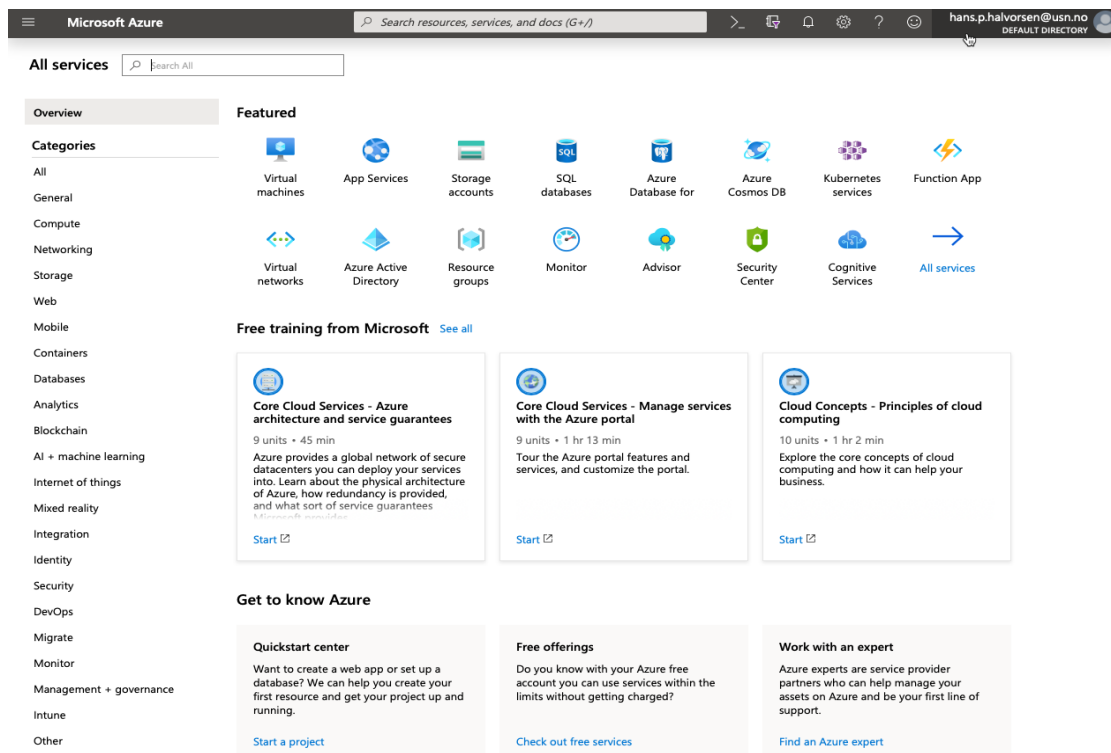 Microsoft Azure
Search resources, services, and docs (G+/)
hans.p.halvorsen@usn.no
DEFAULT DIRECTORY
All services
Search All
Overview
Categories
All
General
Compute
Networking
Storage
Web
Mobile
Containers
Databases
Analytics
Blockchain
AI + machine learning
Internet of things
Mixed reality
Integration
Identity
Security
DevOps
Migrate
Monitor
Management + governance
Intune
Other
Featured
Virtual
machines
App Services
Storage
accounts
SQL
SQL
databases
Azure
Database for
Azure
Cosmos DB
Kubernetes
services
Function App
Virtual
networks
Azure Active
Directory
Resource
groups
Monitor
Advisor
Security
Center
Cognitive
Services
All services
Free training from Microsoft See all
Core Cloud Services - Azure
architecture and service guarantees
9 units • 45 min
Azure provides a global network of secure
datacenters you can deploy your services
into. Learn about the physical architecture
of Azure, how redundancy is provided,
and what sort of service guarantees
Microsoft provides
Start
Core Cloud Services - Manage services
with the Azure portal
9 units • 1 hr 13 min
Tour the Azure portal features and
services, and customize the portal.
Start
Cloud Concepts - Principles of cloud
computing
10 units • 1 hr 2 min
Explore the core concepts of cloud
computing and how it can help your
business.
Start
Get to know Azure
Quickstart center
Want to create a web app or set up a
database? We can help you create your
first resource and get your project up and
running.
Start a project
Free offerings
Do you know with your Azure free
account you can use services within the
limits without getting charged?
Check out free services
Work with an expert
Azure experts are service provider
partners who can help manage your
assets on Azure and be your first line of
support.
Find an Azure expert